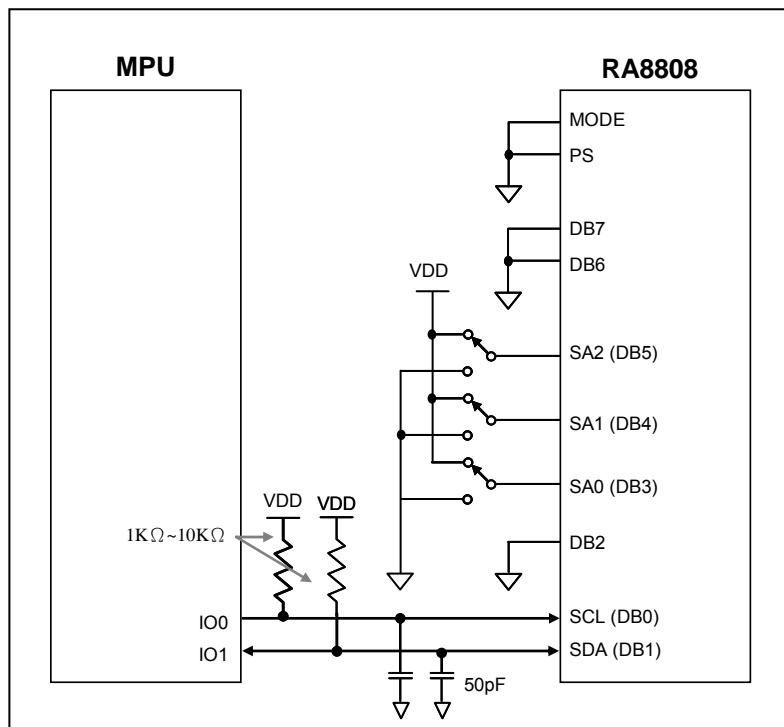 MPU
RA8808
MODE
PS
DB7
DB6
VDD
SA2 (DB5)
SA1 (DB4)
SA0 (DB3)
VDD
VDD
1KΩ~10KΩ
DB2
IO0
SCL (DB0)
IO1
SDA (DB1)
50pF